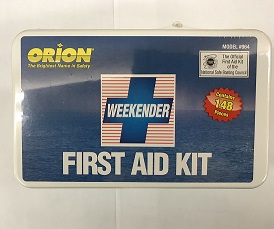 ORION
The Brightest Name in Safety
MODEL #964
The Official
First Aid Kit
of the
National Safe Boating Council
WEEKENDER
Contains
148
Pieces
FIRST AID KIT